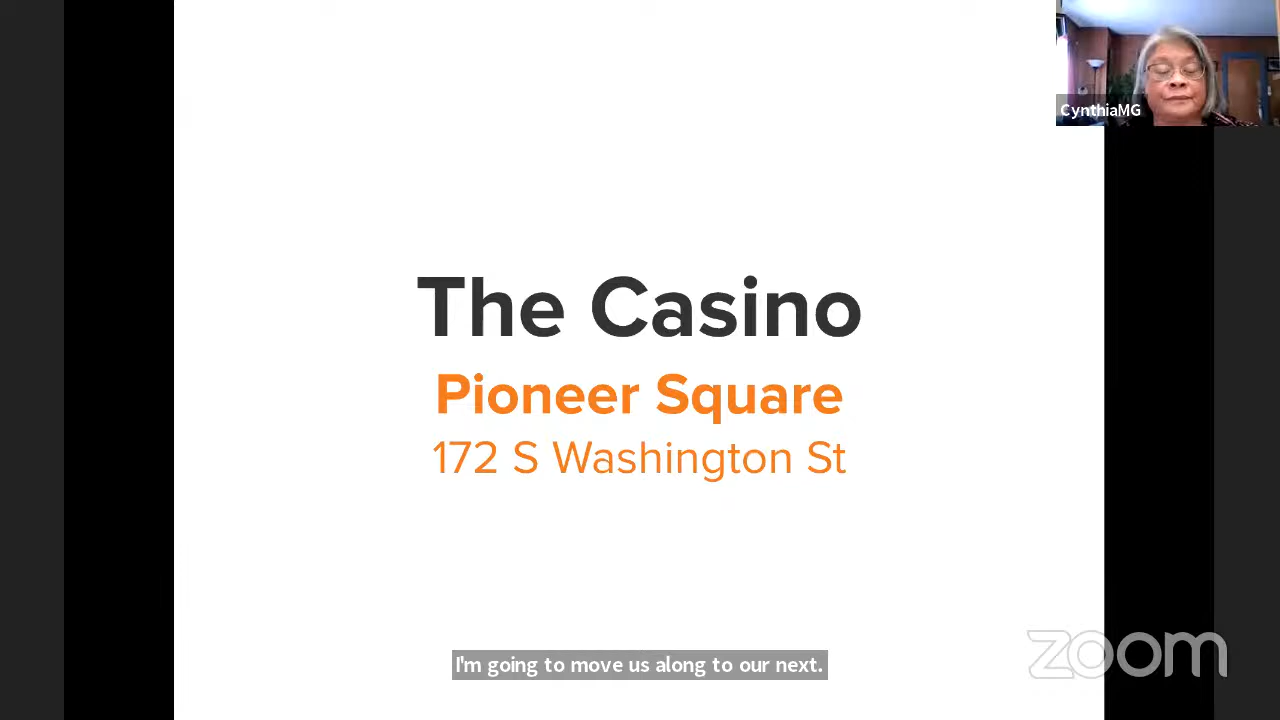 CynthiaMG
The Casino
Pioneer Square
172 S Washington St
I'm going to move us along to our next.
zoom